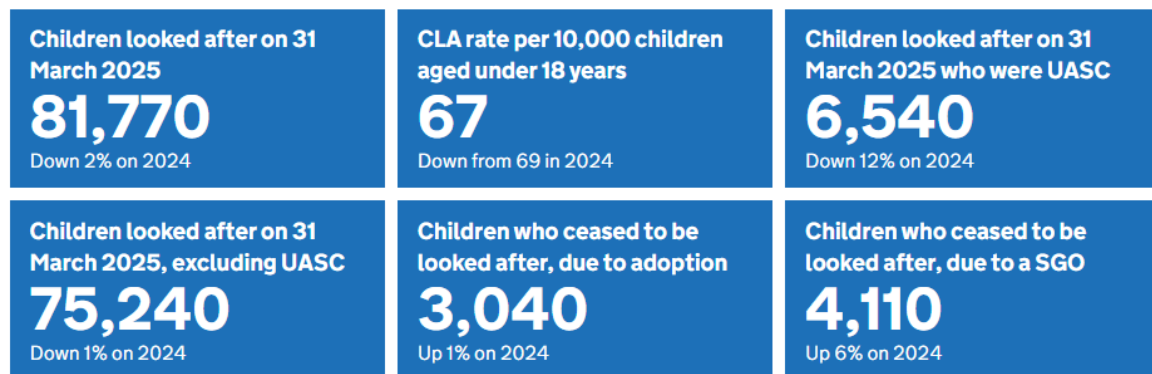 Children looked after on 31
March 2025
81,770
Down 2% on 2024
CLA rate per 10,000 children
aged under 18 years
67
Down from 69 in 2024
Children looked after on 31
March 2025 who were UASC
6,540
Down 12% on 2024
Children looked after on 31
March 2025, excluding UASC
75,240
Down 1% on 2024
Children who ceased to be
looked after, due to adoption
3,040
Up 1% on 2024
Children who ceased to be
looked after, due to a SGO
4,110
Up 6% on 2024